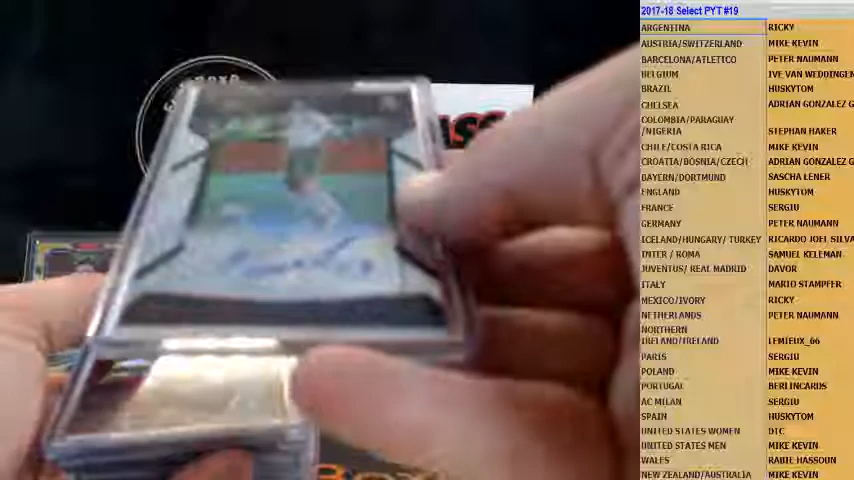 2017-18 Select PYT #19
ARGENTINA RICKY
AUSTRIA/SWITZERLAND MIKE KEVIN
BARCELONA/ATLETICO PETER NAUMANN
BELGIUM IVE VAN WEDDINGEN
BRAZIL HUSKYTOM
CHELSEA ADRIAN GONZALEZ G
COLOMBIA/PARAGUAY
/NIGERIA STEPHAN HAKER
CHILE/COSTA RICA MIKE KEVIN
CROATIA/BOSNIA/CZECH ADRIAN GONZALEZ G
BAYERN/DORTMUND SASCHA LENER
ENGLAND HUSKYTOM
FRANCE SERGIU
GERMANY PETER NAUMANN
ICELAND/HUNGARY/ TURKEY RICARDO JOEL SILVA
INTER / ROMA SAMUEL KELEMAN
JUVENTUS/ REAL MADRID DAVOR
ITALY MARIO STAMPFER
MEXICO/IVORY RICKY
NETHERLANDS PETER NAUMANN
NORTHERN
IRELAND/IRELAND LEMIEUX_66
PARIS SERGIU
POLAND MIKE KEVIN
PORTUGAL BERLINCARDS
AC MILAN SERGIU
SPAIN HUSKYTOM
UNITED STATES WOMEN DTC
UNITED STATES MEN MIKE KEVIN
WALES RABIE HASSOUN
NEW ZEALAND/AUSTRALIA MIKE KEVIN